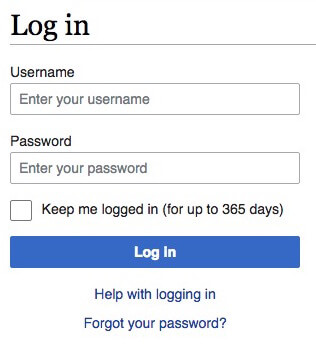 Log in
Username
Enter your username
Password
Enter your password
Keep me logged in (for up to 365 days)
Log In
Help with logging in
Forgot your password?